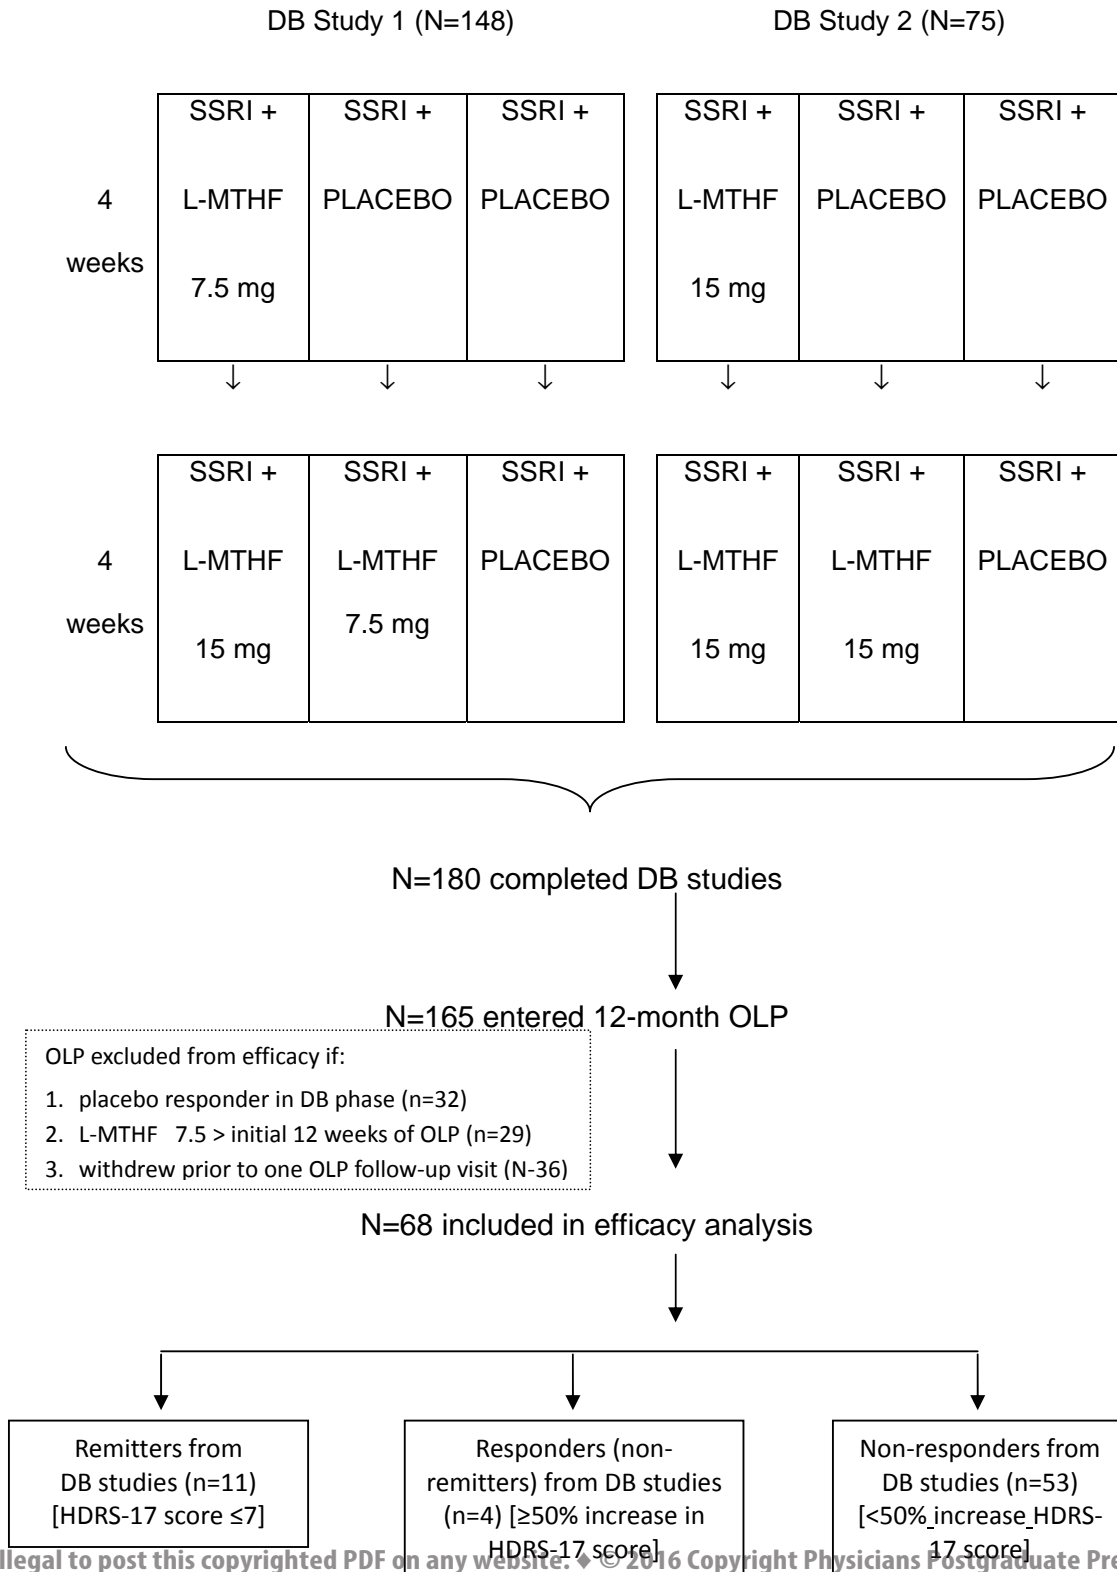 DB Study 1 (N=148) DB Study 2 (N=75)
SSRI + SSRI + SSRI + SSRI + SSRI + SSRI +
4 L-MTHF PLACEBO PLACEBO L-MTHF PLACEBO PLACEBO
weeks
7.5 mg 15 mg
↓ ↓ ↓ ↓ ↓ ↓
SSRI + SSRI + SSRI + SSRI + SSRI + SSRI +
4 L-MTHF L-MTHF PLACEBO L-MTHF L-MTHF PLACEBO
weeks 7.5 mg
15 mg 15 mg 15 mg
N=180 completed DB studies
N=165 entered 12-month OLP
OLP excluded from efficacy if:
1. placebo responder in DB phase (n=32)
2. L-MTHF 7.5 > initial 12 weeks of OLP (n=29)
3. withdrew prior to one OLP follow-up visit (N-36)
N=68 included in efficacy analysis
Remitters from
DB studies (n=11)
[HDRS-17 score ≤7]
Responders (non-
remitters) from DB studies
(n=4) [≥50% increase in
HDRS-17 score]
Non-responders from
DB studies (n=53)
[<50% increase HDRS-
17 score]
llegal to post this copyrighted PDF on any website. ♦ © 2016 Copyright Physicians Postgraduate Pre